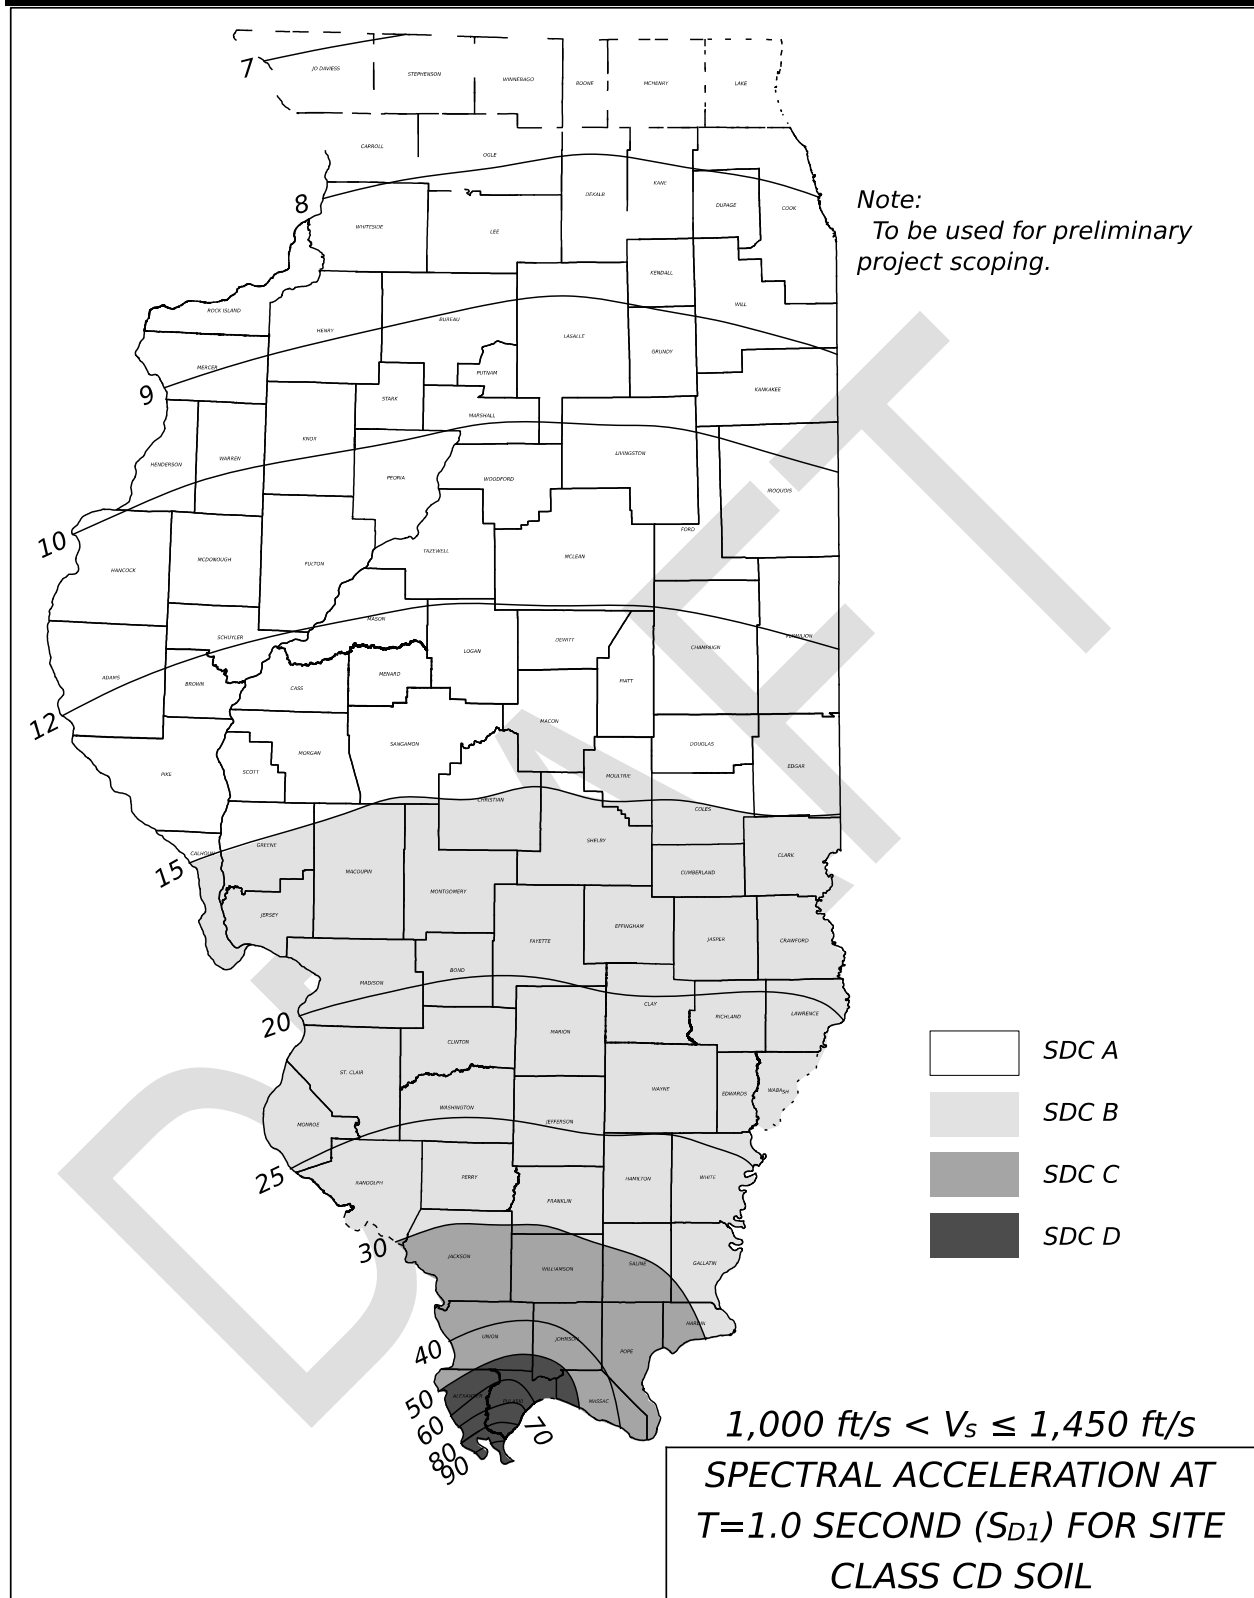 7
JO DAVIESS
STEPHENSON
WINNEBAGO
BOONE
MCHENRY
LAKE
CARROLL
OGLE
DEKALB
KANE
DUPAGE
COOK
8
WHITESIDE
LEE
Note:
To be used for preliminary
project scoping.
KENDALL
WILL
ROCK ISLAND
HENRY
BUREAU
LASALLE
GRUNDY
MERCER
PUTNAM
KANKAKEE
9
STARK
MARSHALL
KNOX
HENDERSON
WARREN
PEORIA
WOODFORD
LIVINGSTON
IROQUOIS
FORD
10
HANCOCK
MCDONOUGH
FULTON
TAZEWELL
MCLEAN
MASON
SCHUYLER
LOGAN
DEWITT
CHAMPAIGN
VERMILION
ADAMS
BROWN
CASS
MENARD
PIATT
12
MACON
SANGAMON
MORGAN
SCOTT
PIKE
DOUGLAS
EDGAR
MOULTRIE
CHRISTIAN
COLES
SHELBY
GREENE
CALHOUN
CLARK
15
MACOUPIN
MONTGOMERY
CUMBERLAND
JERSEY
FAYETTE
EFFINGHAM
JASPER
CRAWFORD
BOND
MADISON
CLAY
RICHLAND
LAWRENCE
20
MARION
CLINTON
ST. CLAIR
WAYNE
EDWARDS
WABASH
WASHINGTON
JEFFERSON
MONROE
25
RANDOLPH
PERRY
FRANKLIN
HAMILTON
WHITE
30
JACKSON
WILLIAMSON
SALINE
GALLATIN
HARDIN
UNION
JOHNSON
POPE
40
ALEXANDER
PULASKI
MASSAC
50
60
70
80
90
DRAFT
SDC A
SDC B
SDC C
SDC D
1,000 ft/s < Vs ≤ 1,450 ft/s
SPECTRAL ACCELERATION AT
T=1.0 SECOND (SD1) FOR SITE
CLASS CD SOIL